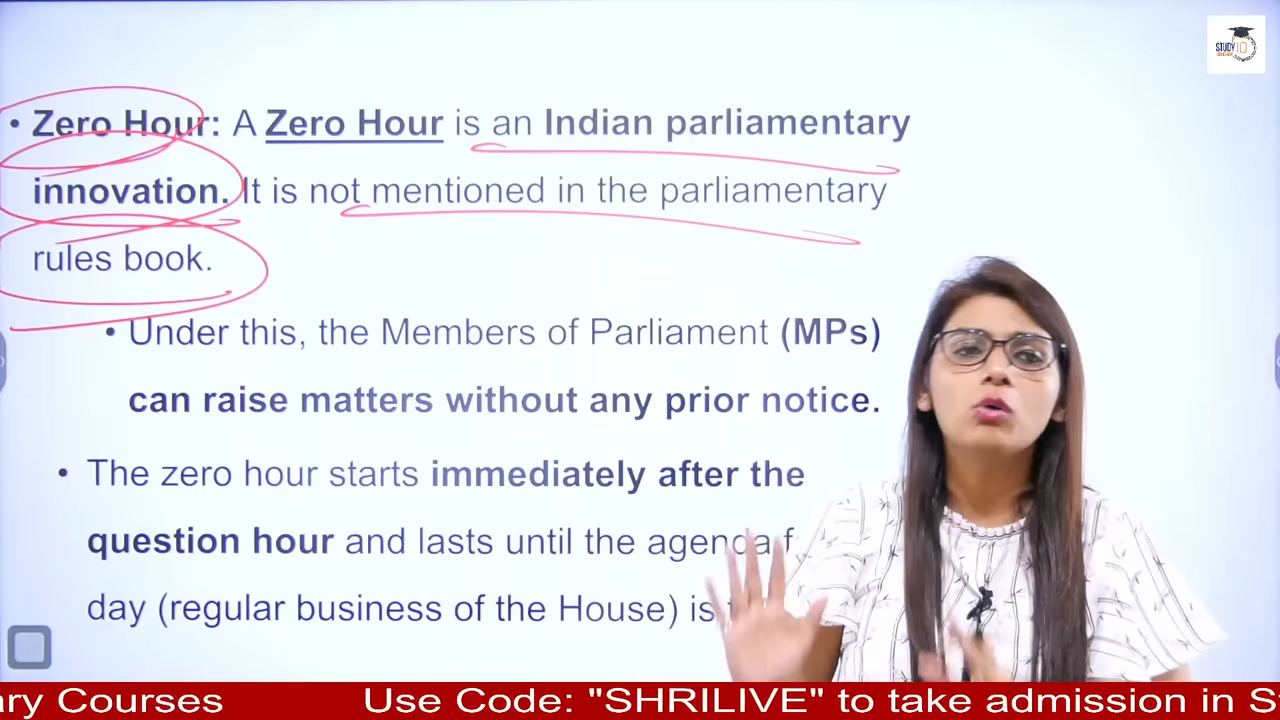 STUDY IQ
• Zero Hour: A Zero Hour is an Indian parliamentary
innovation. It is not mentioned in the parliamentary
rules book.
• Under this, the Members of Parliament (MPs)
can raise matters without any prior notice.
• The zero hour starts immediately after the
question hour and lasts until the agenda
day (regular business of the House) is
ary Courses Use Code: "SHRILIVE" to take admission in